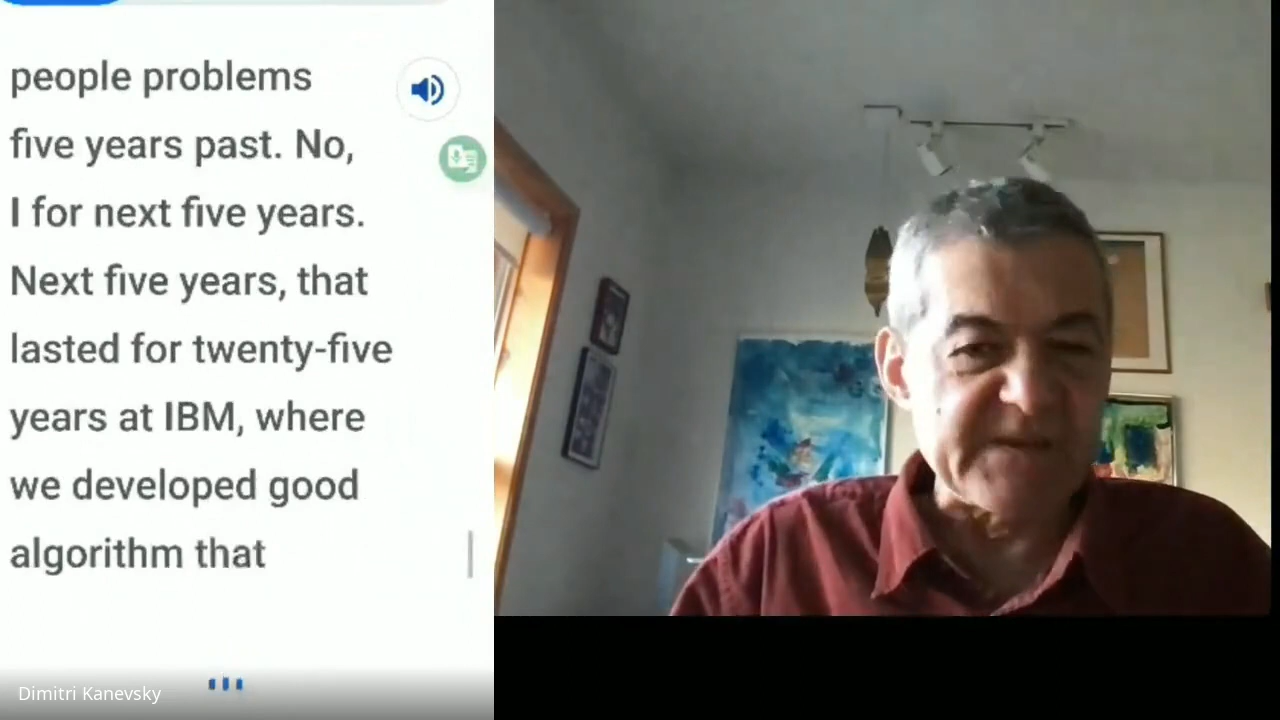 people problems
five years past. No,
I for next five years.
Next five years, that
lasted for twenty-five
years at IBM, where
we developed good
algorithm that
Dimitri Kanevsky